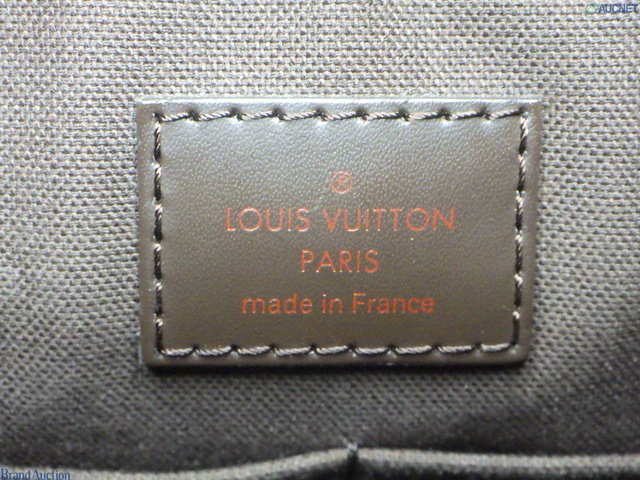 AUCNET
®
LOUIS VUITTON
PARIS
made in France
Brand Auction